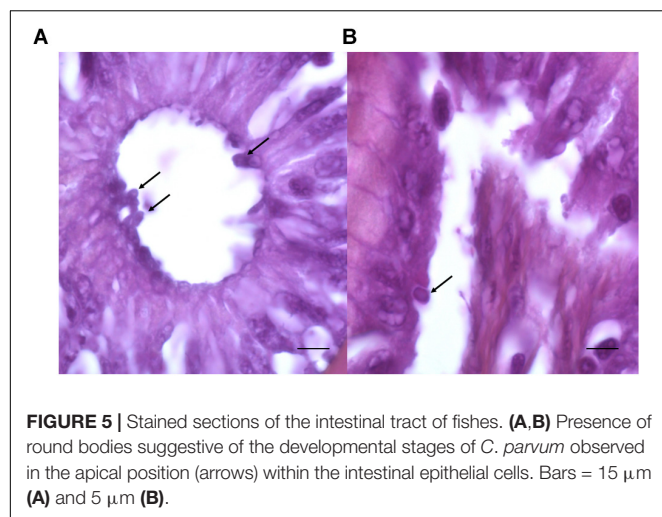 A B
FIGURE 5 | Stained sections of the intestinal tract of fishes. (A,B) Presence of
round bodies suggestive of the developmental stages of C. parvum observed
in the apical position (arrows) within the intestinal epithelial cells. Bars = 15 μm
(A) and 5 μm (B).